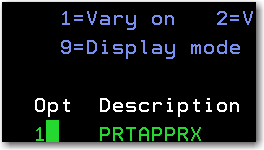 1=Vary on   2=V
9=Display mode
Opt  Description
1    PRTAPPRX